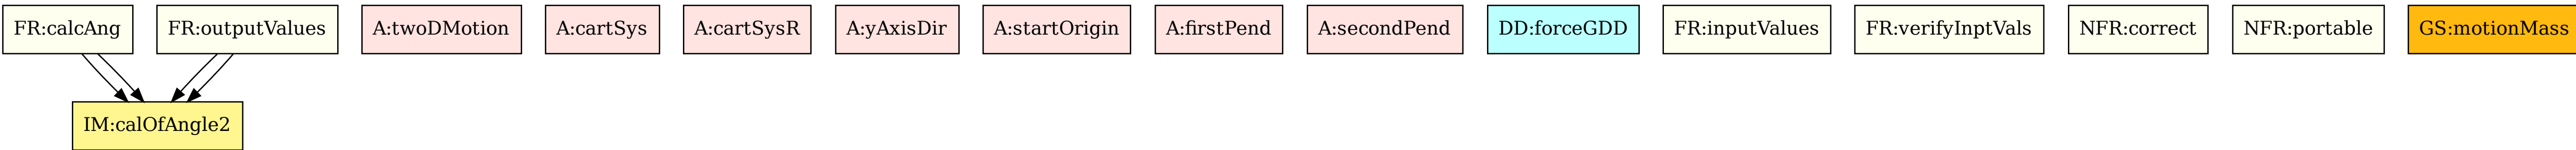 FR:calcAng
FR:outputValues
A:twoDMotion
A:cartSys
A:cartSysR
A:yAxisDir
A:startOrigin
A:firstPend
A:secondPend
DD:forceGDD
FR:inputValues
FR:verifyInptVals
NFR:correct
NFR:portable
GS:motionMass
IM:calOfAngle2